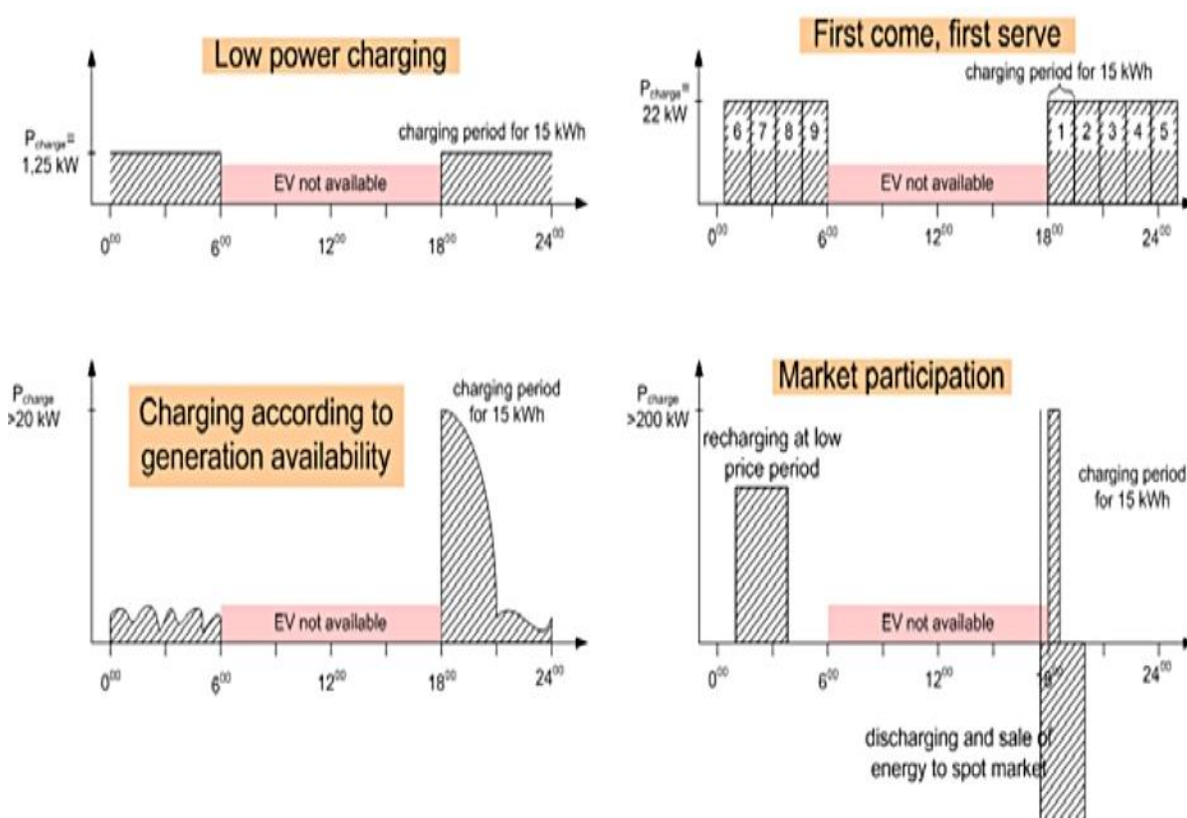 Low power charging
P_charge =
1,25 kW
charging period for 15 kWh
EV not available
0⁰⁰
6⁰⁰
12⁰⁰
18⁰⁰
24⁰⁰
First come, first serve
P_charge =
22 kW
charging period for 15 kWh
6 7 8 9
1 2 3 4 5
EV not available
0⁰⁰
6⁰⁰
12⁰⁰
18⁰⁰
24⁰⁰
P_charge
>20 kW
Charging according to
generation availability
charging period
for 15 kWh
EV not available
0⁰⁰
6⁰⁰
12⁰⁰
18⁰⁰
24⁰⁰
Market participation
P_charge
>200 kW
recharging at low
price period
charging period
for 15 kWh
EV not available
0⁰⁰
6⁰⁰
12⁰⁰
18⁰⁰
24⁰⁰
discharging and sale of
energy to spot market